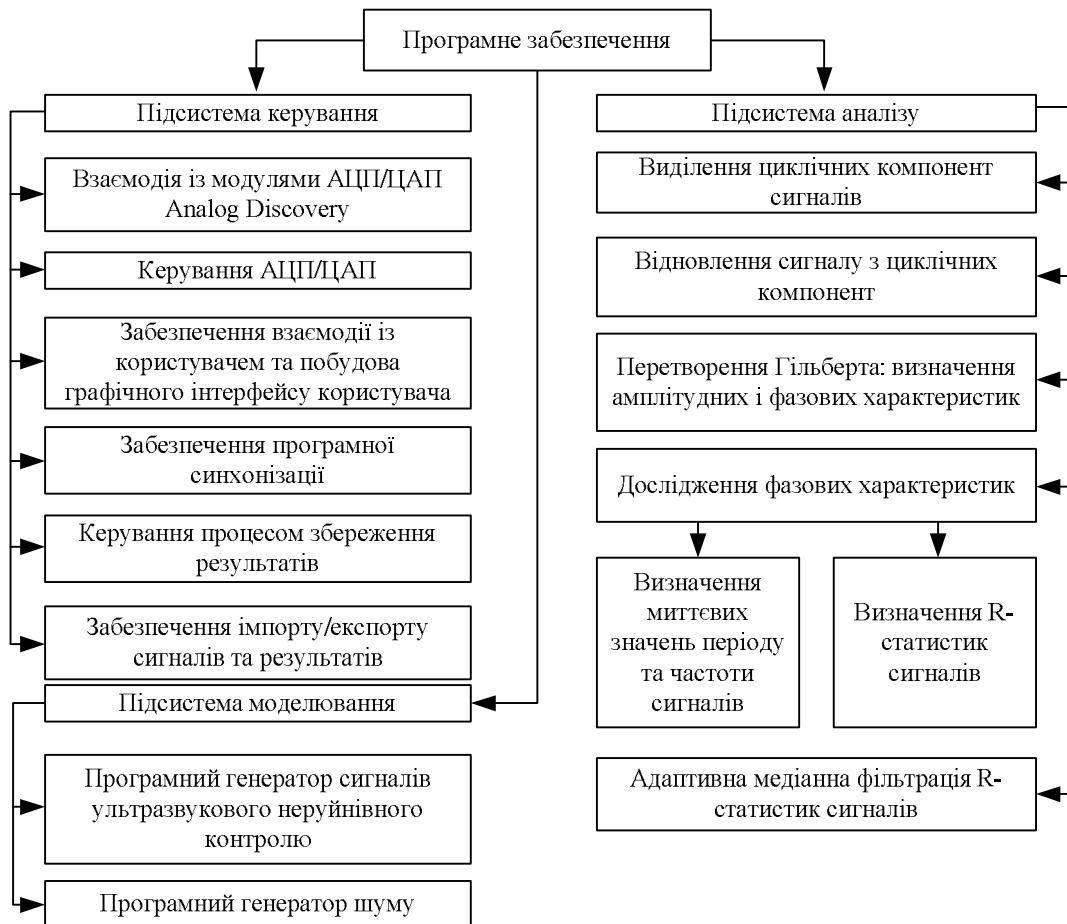 Програмне забезпечення
Підсистема керування
Взаємодія із модулями АЦП/ЦАП
Analog Discovery
Керування АЦП/ЦАП
Забезпечення взаємодії із
користувачем та побудова
графічного інтерфейсу користувача
Забезпечення програмної
синхонізації
Керування процесом збереження
результатів
Забезпечення імпорту/експорту
сигналів та результатів
Підсистема моделювання
Програмний генератор сигналів
ультразвукового неруйнівного
контролю
Програмний генератор шуму
Підсистема аналізу
Виділення циклічних компонент
сигналів
Відновлення сигналу з циклічних
компонент
Перетворення Гільберта: визначення
амплітудних і фазових характеристик
Дослідження фазових характеристик
Визначення
миттєвих
значень періоду
та частоти
сигналів
Визначення R-
статистик
сигналів
Адаптивна медіанна фільтрація R-
статистик сигналів